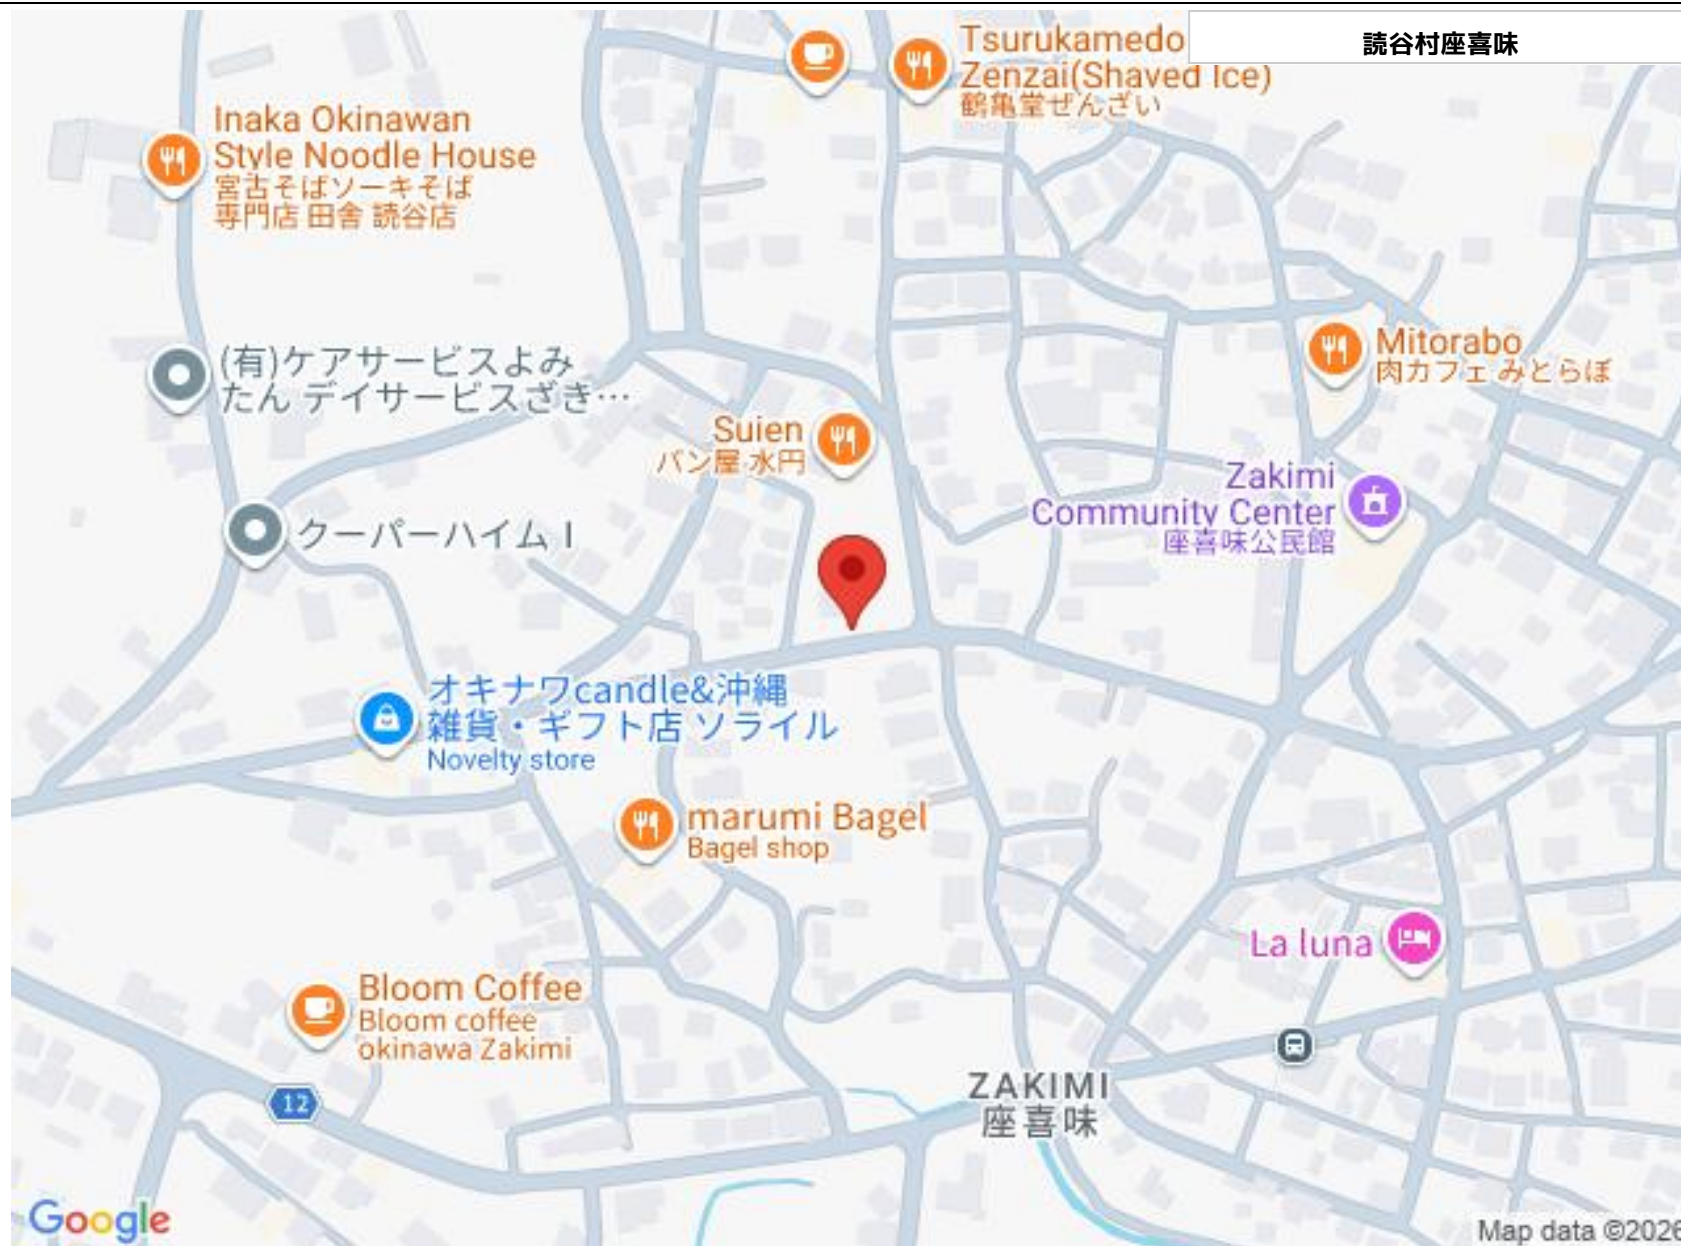 読谷村座喜味
Tsurukamedo
Zenzai(Shaved Ice)
鶴亀堂ぜんざい
Inaka Okinawan
Style Noodle House
宮古そばソーキそば
専門店 田舎 読谷店
Mitorabo
肉カフェ みとらぼ
(有)ケアサービスよみ
たん デイサービスざき…
Suien
パン屋 水円
Zakimi
Community Center
座喜味公民館
クーパーハイム I
オキナワcandle&沖縄
雑貨・ギフト店 ソライル
Novelty store
marumi Bagel
Bagel shop
La luna
Bloom Coffee
Bloom coffee
okinawa Zakimi
12
ZAKIMI
座喜味
Google
Map data ©2026